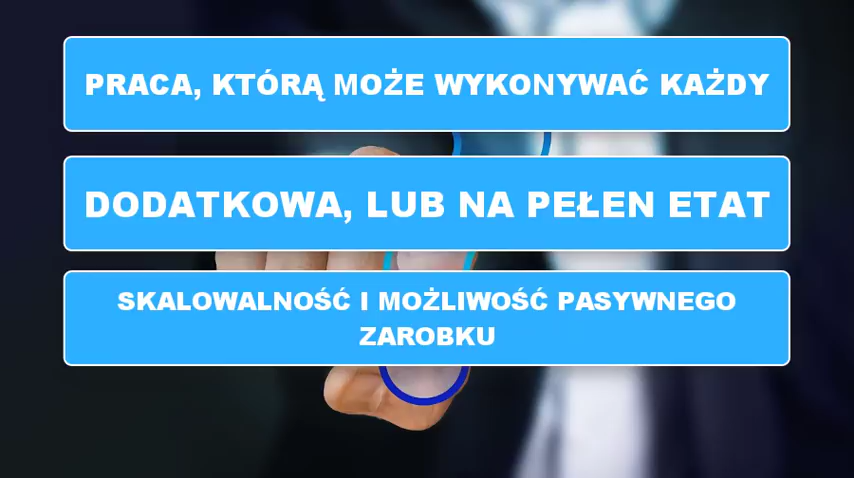 PRACA, KTÓRĄ MOŻE WYKONYWAĆ KAŻDY
DODATKOWA, LUB NA PEŁEN ETAT
SKALOWALNOŚĆ I MOŻLIWOŚĆ PASYWNEGO
ZAROBKU